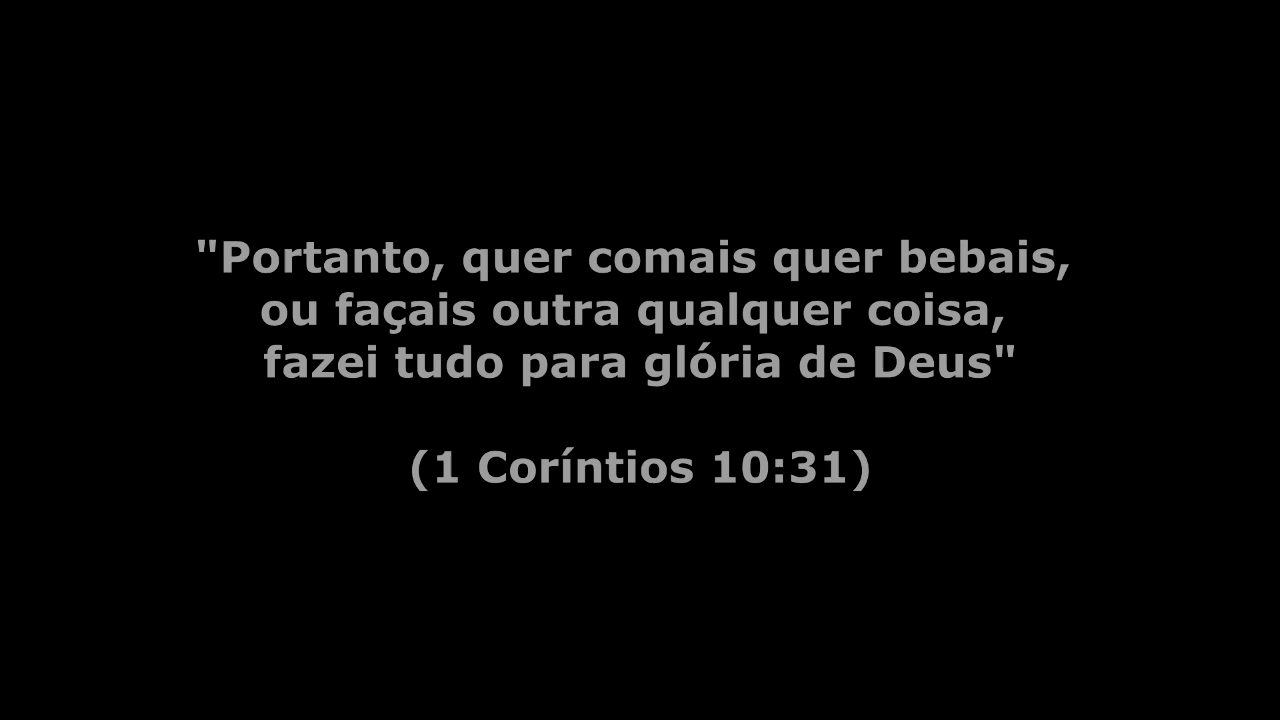 "Portanto, quer comais quer bebais,
ou façais outra qualquer coisa,
fazei tudo para glória de Deus"
(1 Coríntios 10:31)